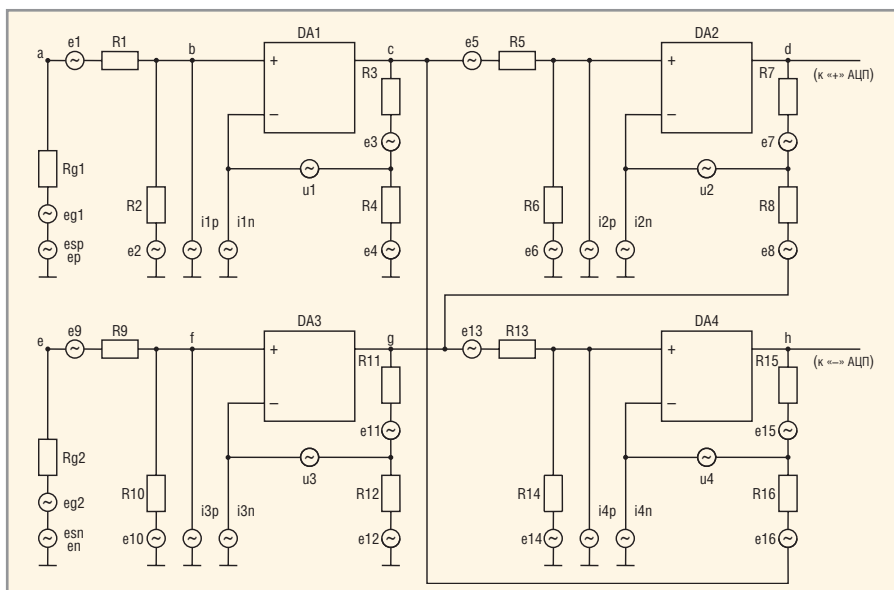 DA1
DA2
a
e1
R1
b
c
e5
R5
d
+
R3
+
R7
(к «+» АЦП)
–
–
e3
e7
Rg1
u1
u2
R2
i1p
i1n
R4
R6
i2p
i2n
R8
eg1
esp
ep
e2
e4
e6
e8
DA3
DA4
e
e9
R9
f
g
e13
R13
h
+
R11
+
R15
(к «–» АЦП)
–
–
e11
e15
Rg2
u3
u4
R10
i3p
i3n
R12
R14
i4p
i4n
R16
eg2
esn
en
e10
e12
e14
e16